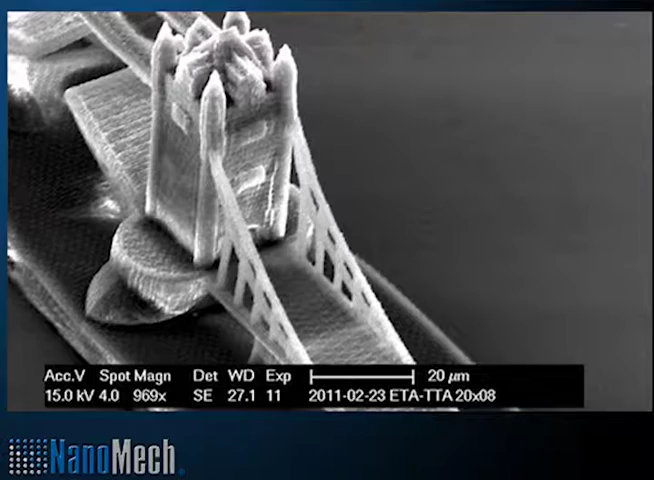 Acc.V Spot Magn Det WD Exp 20 µm
15.0 kV 4.0 969x SE 27.1 11 2011-02-23 ETA-TTA 20x08
NanoMech